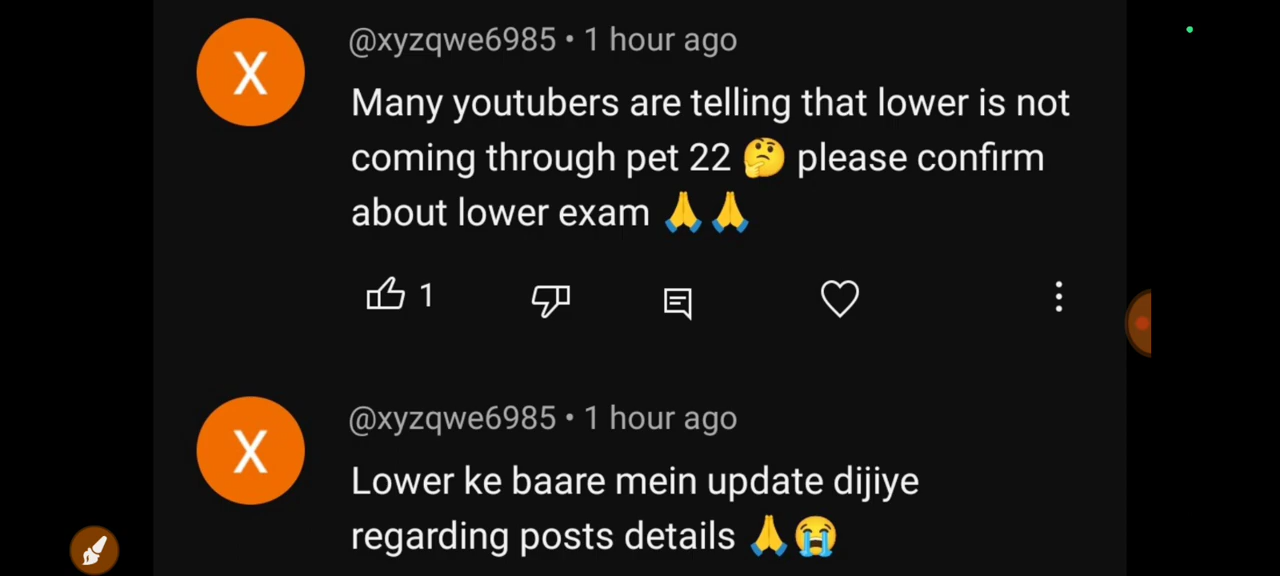 X
@xyzqwe6985 • 1 hour ago
Many youtubers are telling that lower is not
coming through pet 22 🤔 please confirm
about lower exam 🙏🙏
1
X
@xyzqwe6985 • 1 hour ago
Lower ke baare mein update dijiye
regarding posts details 🙏😭